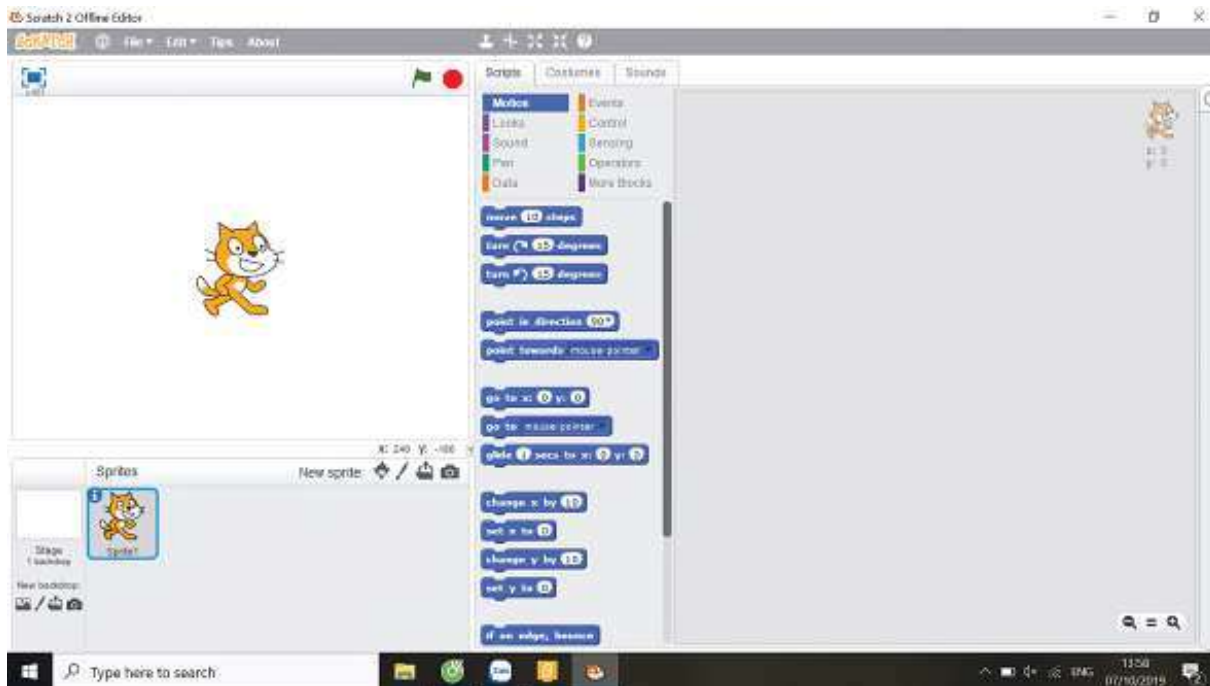 Scratch 2 Offline Editor
SCRATCH File Edit Tips About
Scripts Costumes Sounds
Motion Events
Looks Control
Sound Sensing
Pen Operators
Data More Blocks
x: 0
y: 0
move 10 steps
turn 15 degrees
turn 15 degrees
point in direction 90
point towards mouse-pointer
go to x: 0 y: 0
go to mouse-pointer
glide 1 secs to x: 0 y: 0
change x by 10
set x to 0
change y by 10
set y to 0
if on edge, bounce
x: 240 y: -180
Sprites New sprite:
Stage
1 backdrop
Sprite1
New backdrop:
Type here to search
ENG
13:58
07/10/2019